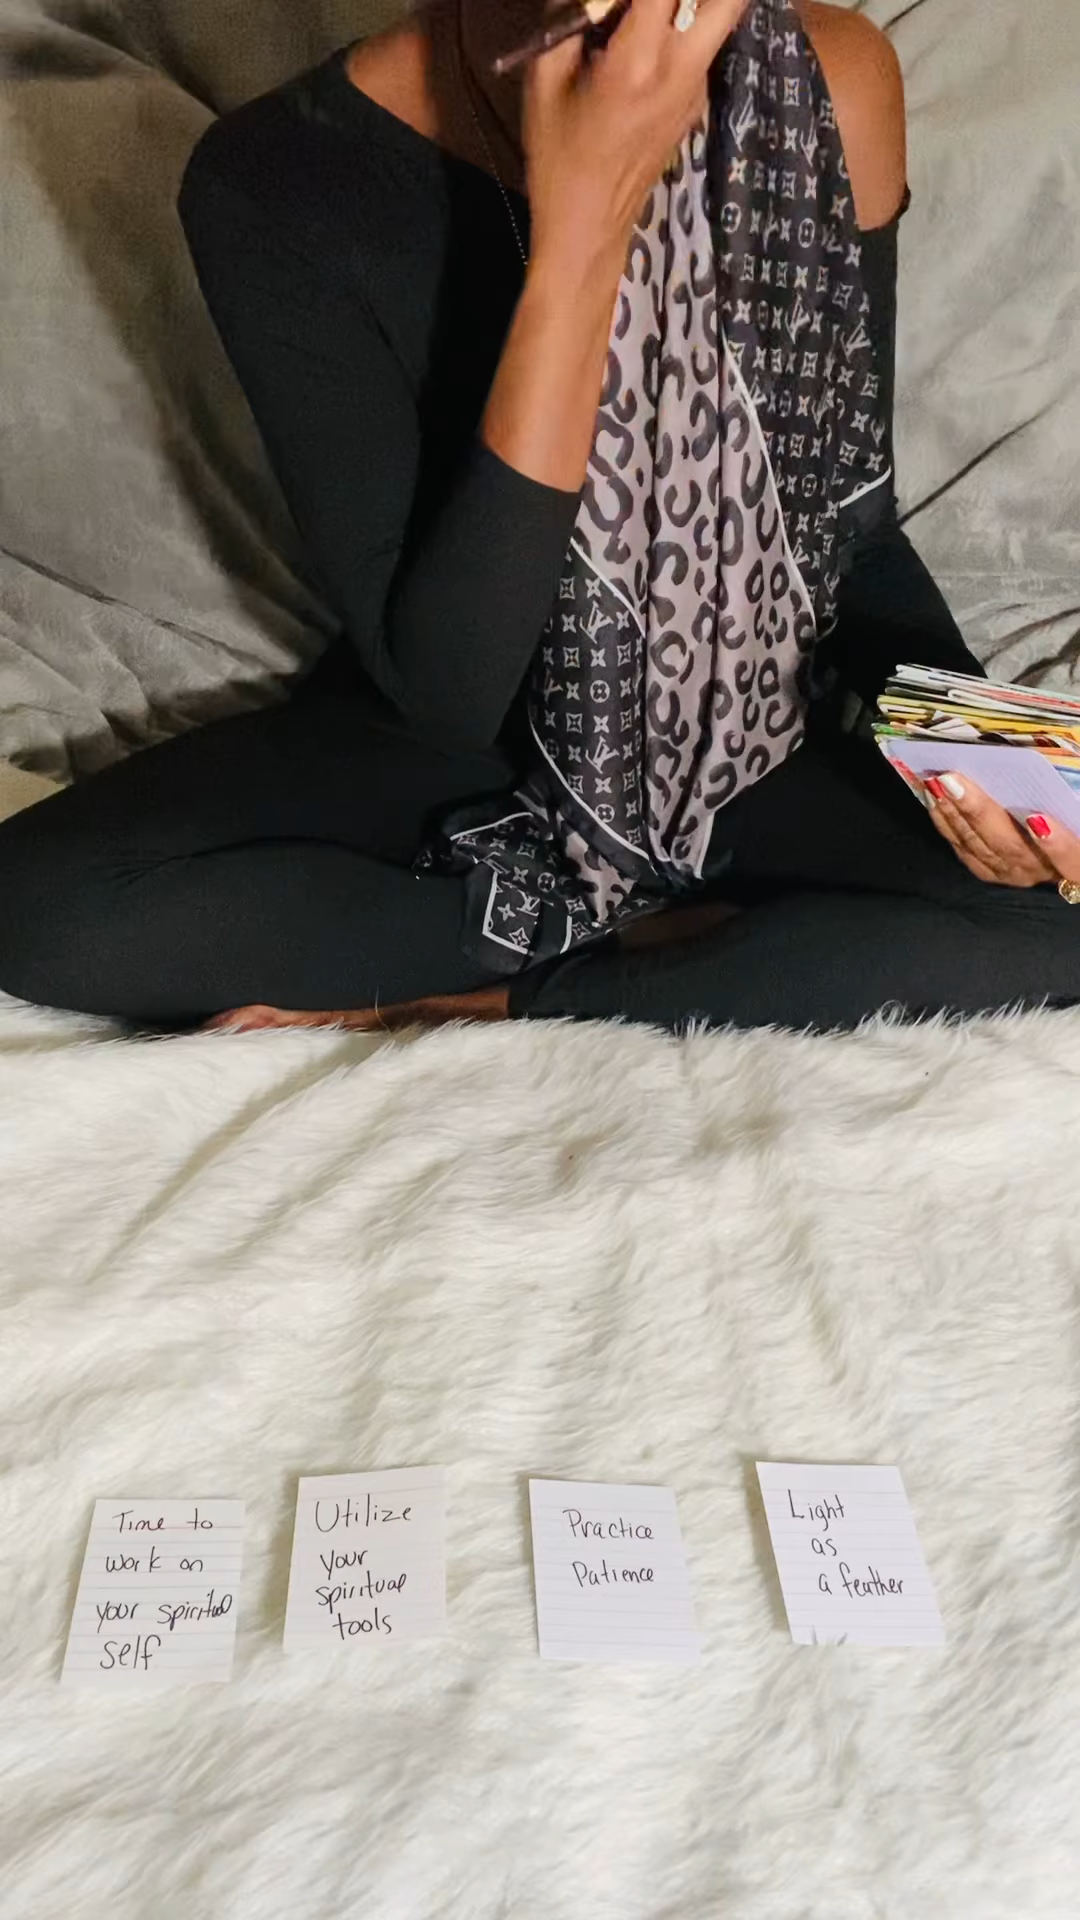 Time to
work on
your spiritual
self
Utilize
your
spiritual
tools
Practice
Patience
Light
as
a feather